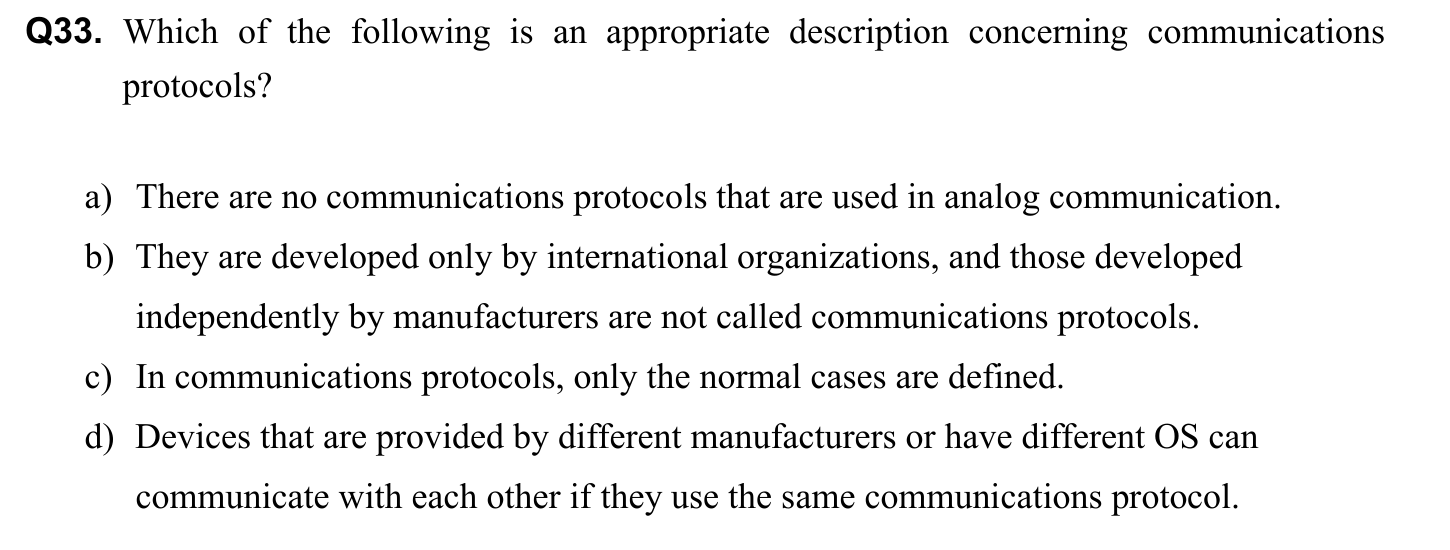 Q33. Which of the following is an appropriate description concerning communications
protocols?
a) There are no communications protocols that are used in analog communication.
b) They are developed only by international organizations, and those developed
independently by manufacturers are not called communications protocols.
c) In communications protocols, only the normal cases are defined.
d) Devices that are provided by different manufacturers or have different OS can
communicate with each other if they use the same communications protocol.